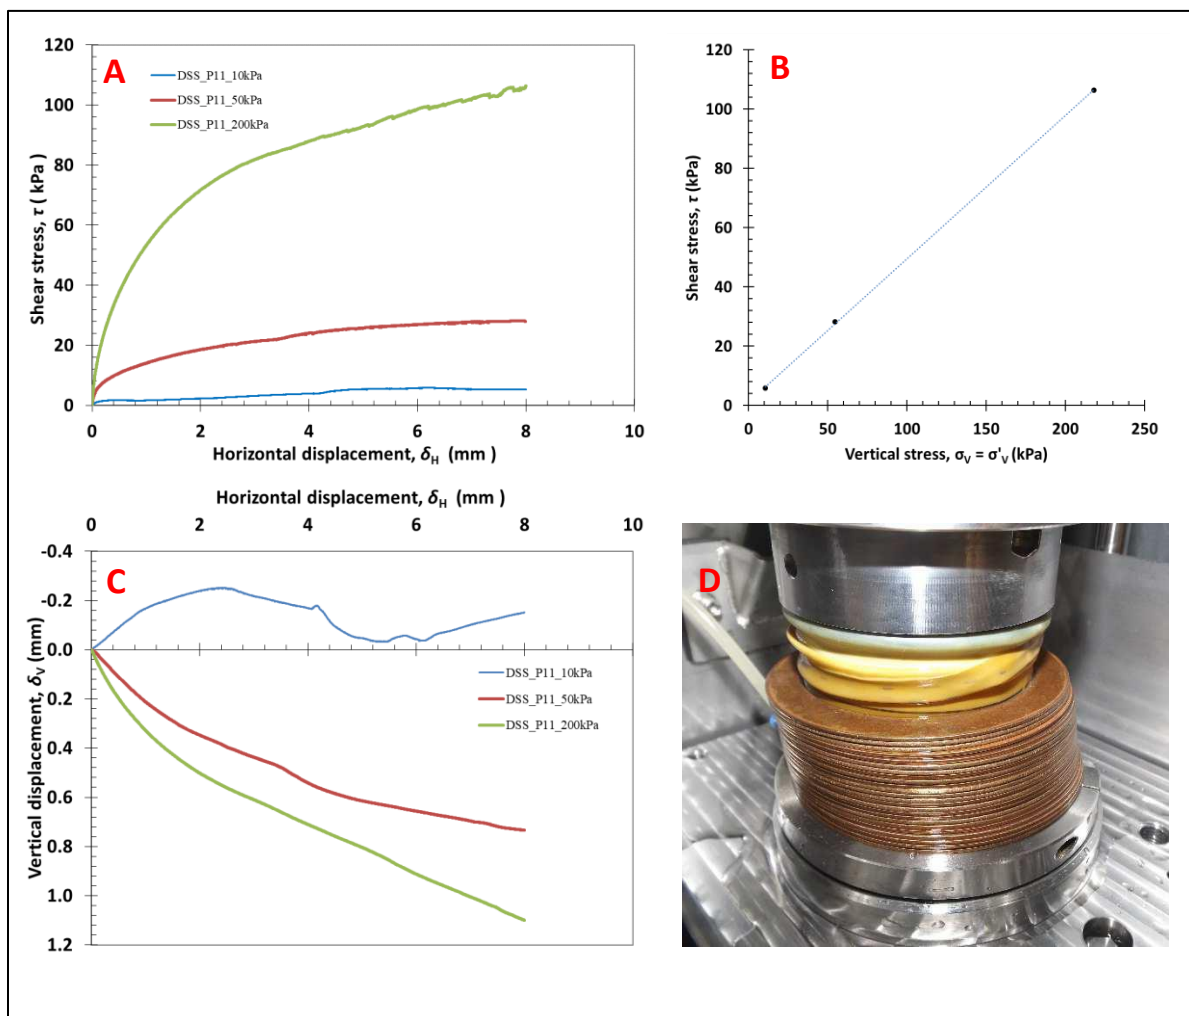 A
120
100
80
60
40
20
0
Shear stress, τ ( kPa)
DSS_P11_10kPa
DSS_P11_50kPa
DSS_P11_200kPa
0 2 4 6 8 10
Horizontal displacement, δH (mm )
B
120
100
80
60
40
20
0
Shear stress, τ (kPa)
0 50 100 150 200 250
Vertical stress, σV = σ'V (kPa)
Horizontal displacement, δH (mm )
0 2 4 6 8 10
C
-0.4
-0.2
0.0
0.2
0.4
0.6
0.8
1.0
1.2
Vertical displacement, δV (mm)
DSS_P11_10kPa
DSS_P11_50kPa
DSS_P11_200kPa
D